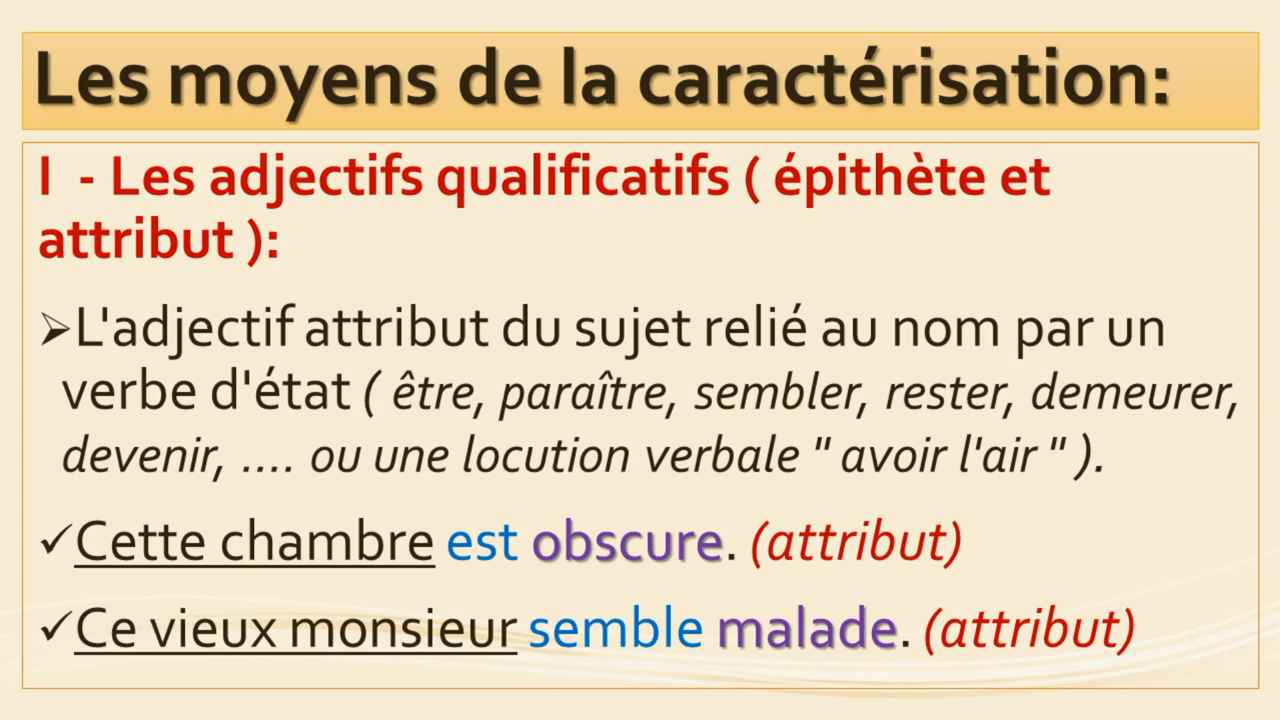 Les moyens de la caractérisation:
I - Les adjectifs qualificatifs ( épithète et
attribut ):
➢L'adjectif attribut du sujet relié au nom par un
verbe d'état ( être, paraître, sembler, rester, demeurer,
devenir, .... ou une locution verbale " avoir l'air " ).
✓Cette chambre est obscure. (attribut)
✓Ce vieux monsieur semble malade. (attribut)